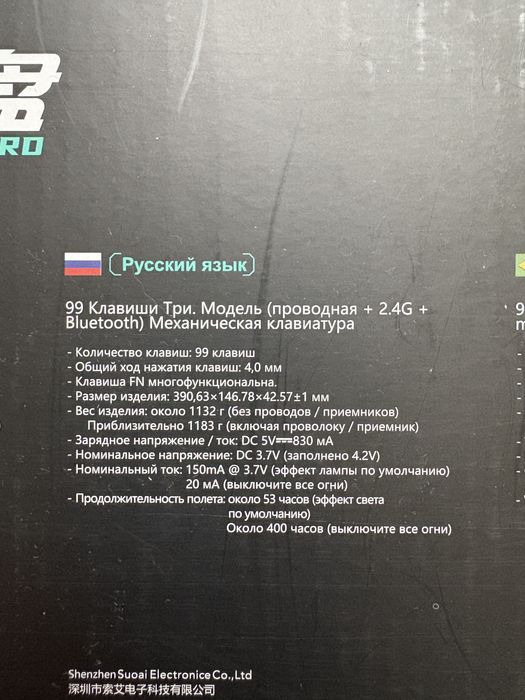 盘
RD
Русский язык
99 Клавиши Три. Модель (проводная + 2.4G +
Bluetooth) Механическая клавиатура
- Количество клавиш: 99 клавиш
- Общий ход нажатия клавиш: 4,0 мм
- Клавиша FN многофункциональна.
- Размер изделия: 390,63×146.78×42.57±1 мм
- Вес изделия: около 1132 г (без проводов / приемников)
Приблизительно 1183 г (включая проволоку / приемник)
- Зарядное напряжение / ток: DC 5V⎓830 мА
- Номинальное напряжение: DC 3.7V (заполнено 4.2V)
- Номинальный ток: 150mA @ 3.7V (эффект лампы по умолчанию)
20 мА (выключите все огни)
- Продолжительность полета: около 53 часов (эффект света
по умолчанию)
Около 400 часов (выключите все огни)
9
m
Shenzhen Suoai Electronice Co.,Ltd
深圳市索艾电子科技有限公司